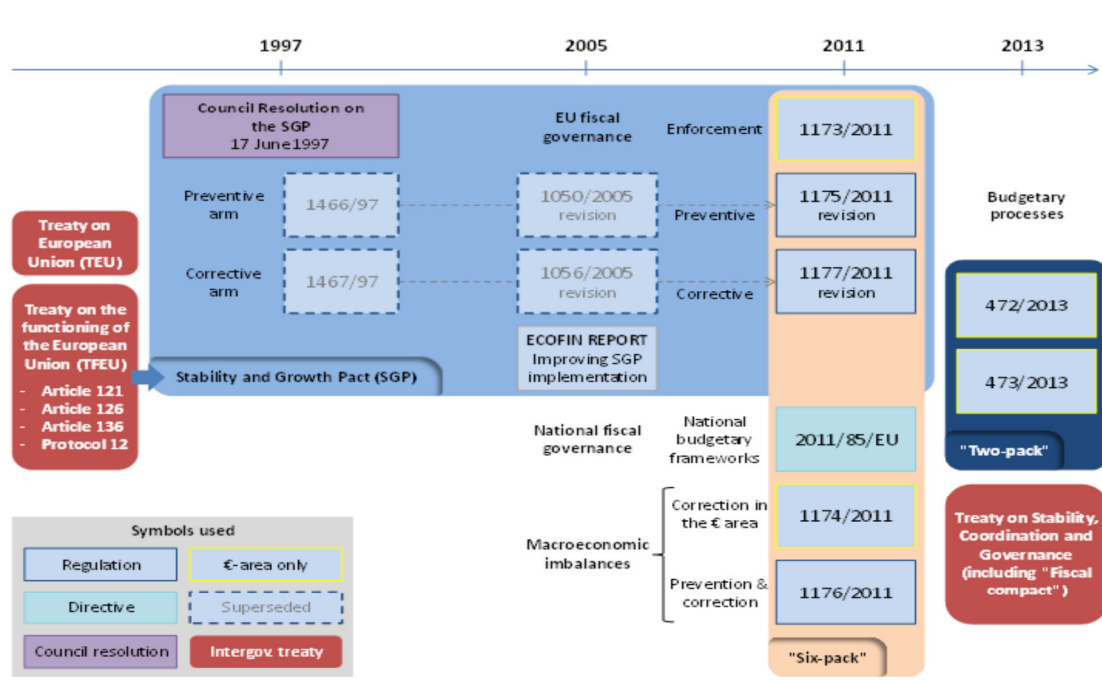 1997
2005
2011
2013
Council Resolution on
the SGP
17 June1997
EU fiscal
governance
Enforcement
1173/2011
Preventive
arm
1466/97
1050/2005
revision
Preventive
1175/2011
revision
Budgetary
processes
Treaty on
European
Union (TEU)
Corrective
arm
1467/97
1056/2005
revision
Corrective
1177/2011
revision
Treaty on the
functioning of
the European
Union (TFEU)
- Article 121
- Article 126
- Article 136
- Protocol 12
472/2013
473/2013
"Two-pack"
ECOFIN REPORT
Improving SGP
implementation
Stability and Growth Pact (SGP)
National fiscal
governance
National
budgetary
frameworks
2011/85/EU
Macroeconomic
imbalances
Correction in
the € area
1174/2011
Prevention &
correction
1176/2011
"Six-pack"
Treaty on Stability,
Coordination and
Governance
(including "Fiscal
compact")
Symbols used
Regulation
€-area only
Directive
Superseded
Council resolution
Intergov. treaty